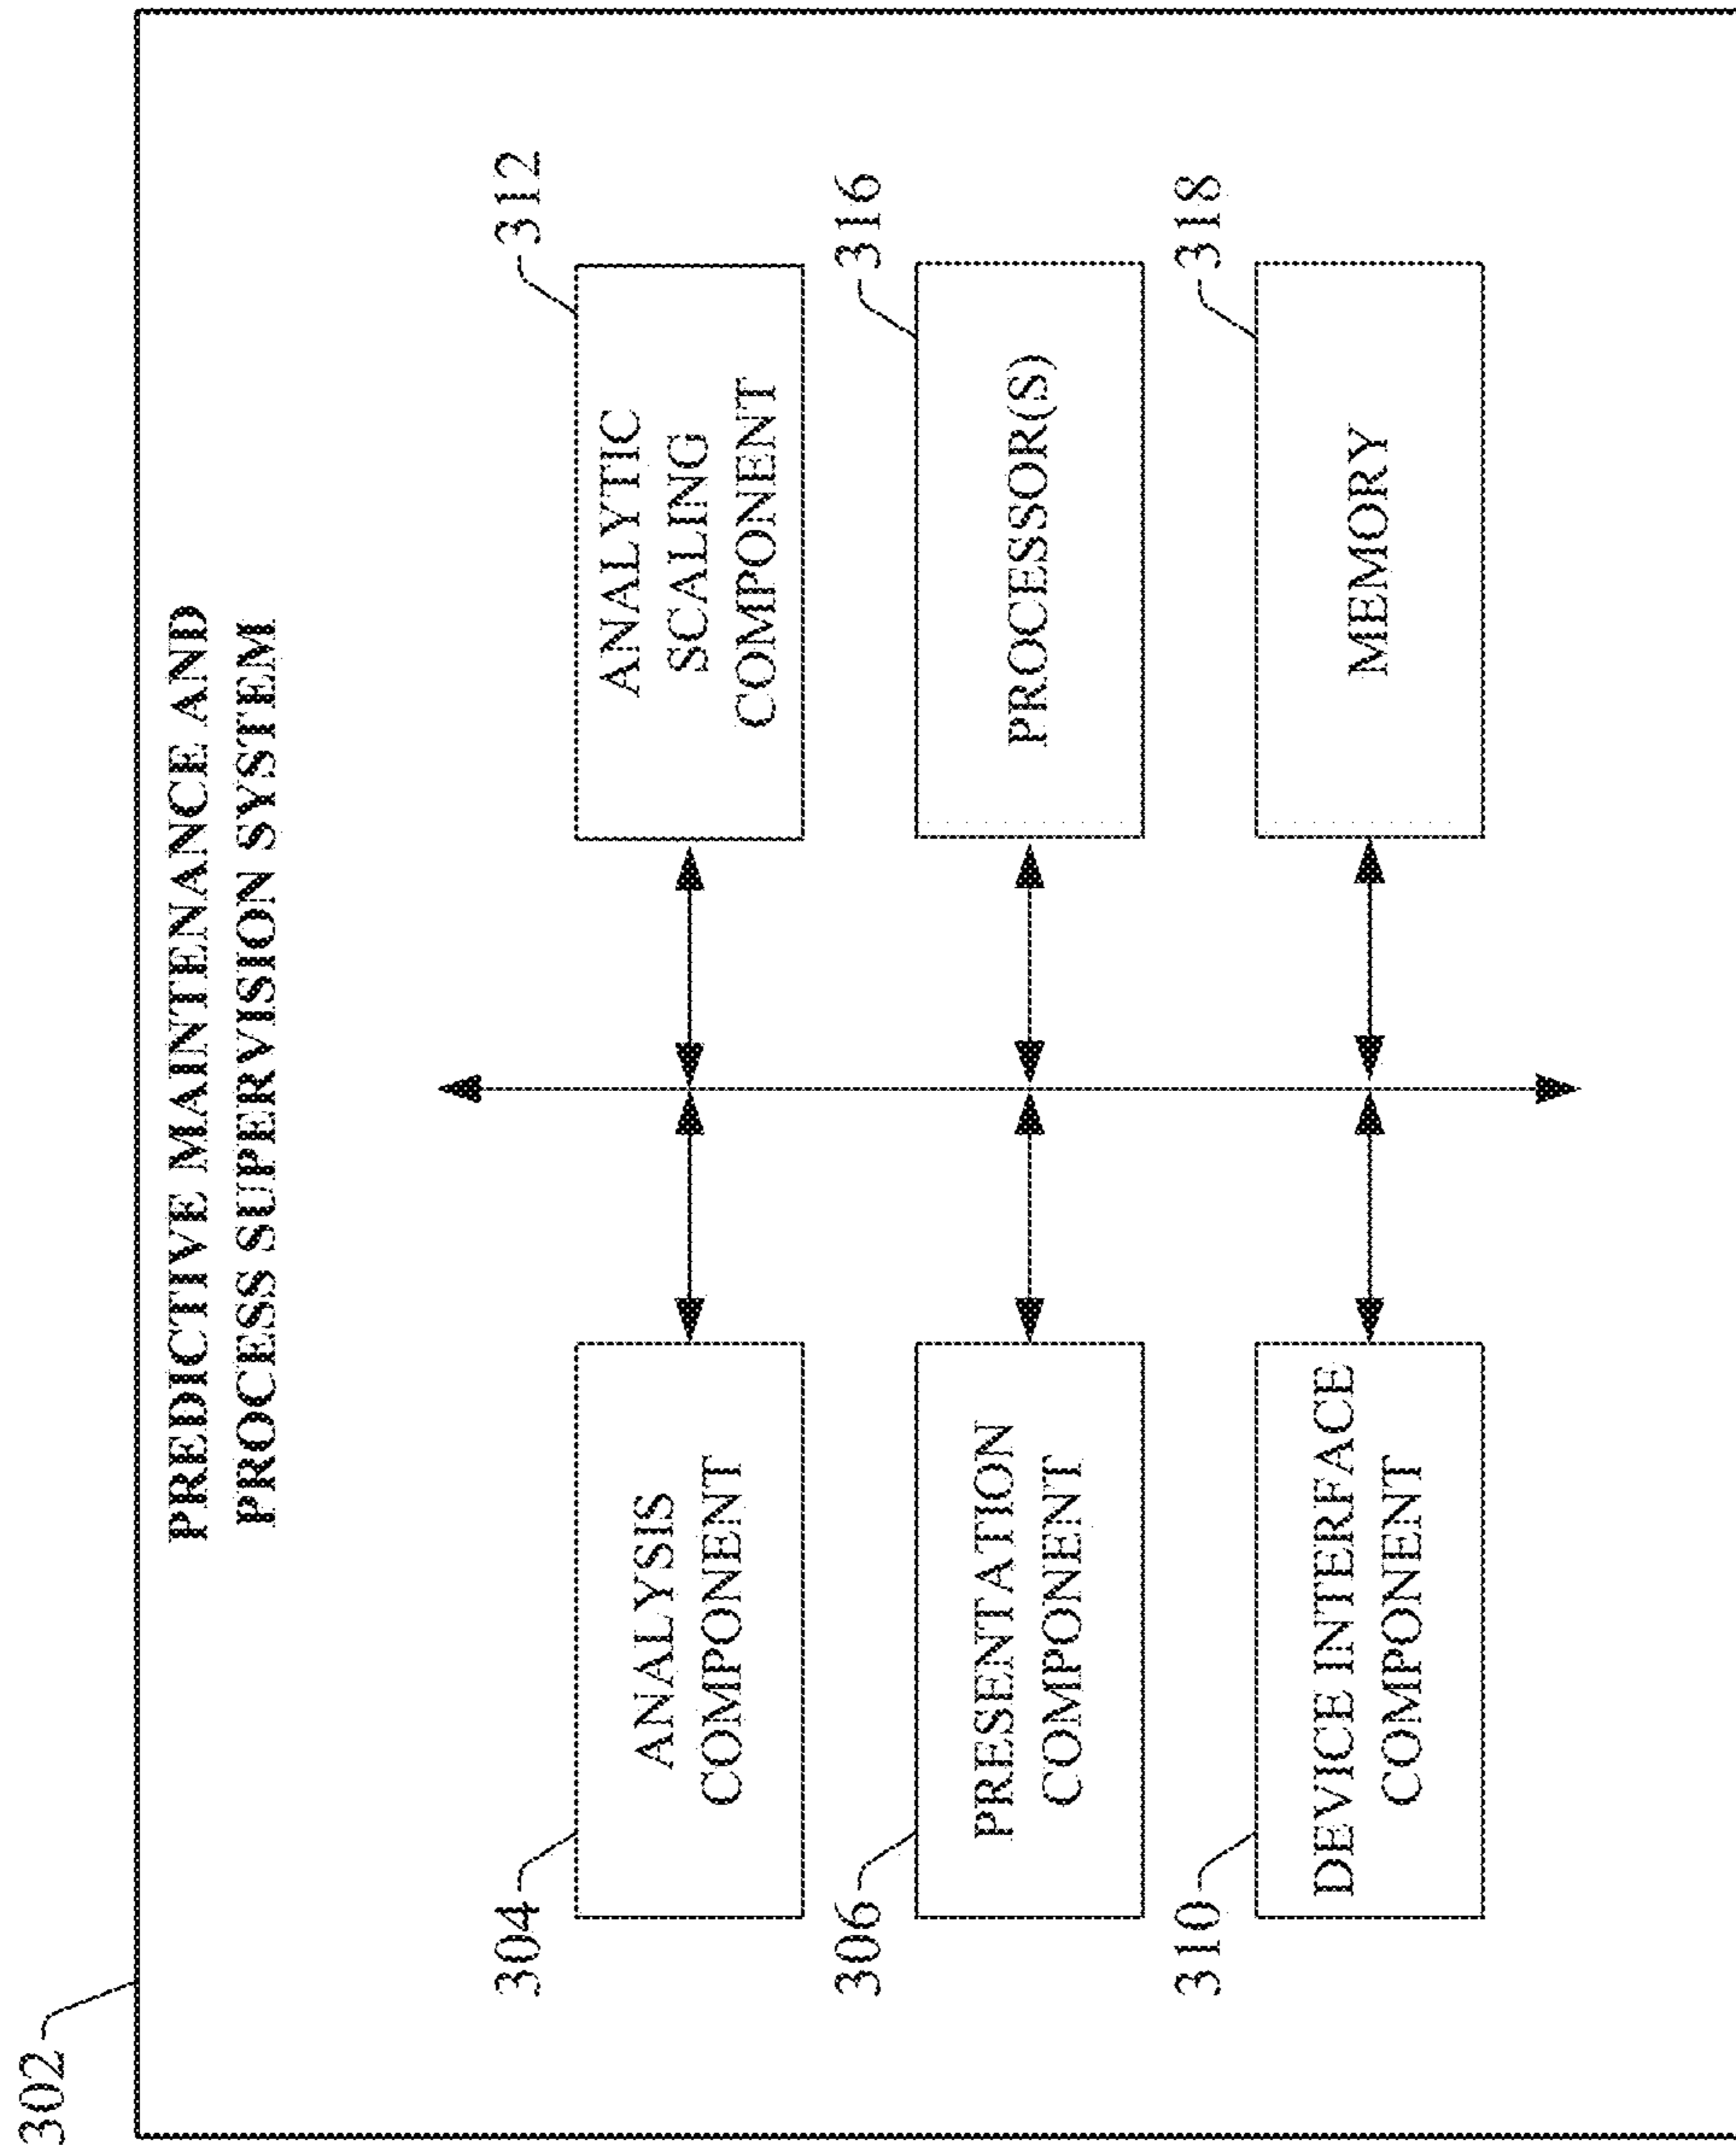 302
PREDICTIVE MAINTENANCE AND
PROCESS SUPERVISION SYSTEM
304
ANALYSIS
COMPONENT
312
ANALYTIC
SCALING
COMPONENT
306
PRESENTATION
COMPONENT
316
PROCESSOR(S)
310
DEVICE INTERFACE
COMPONENT
318
MEMORY